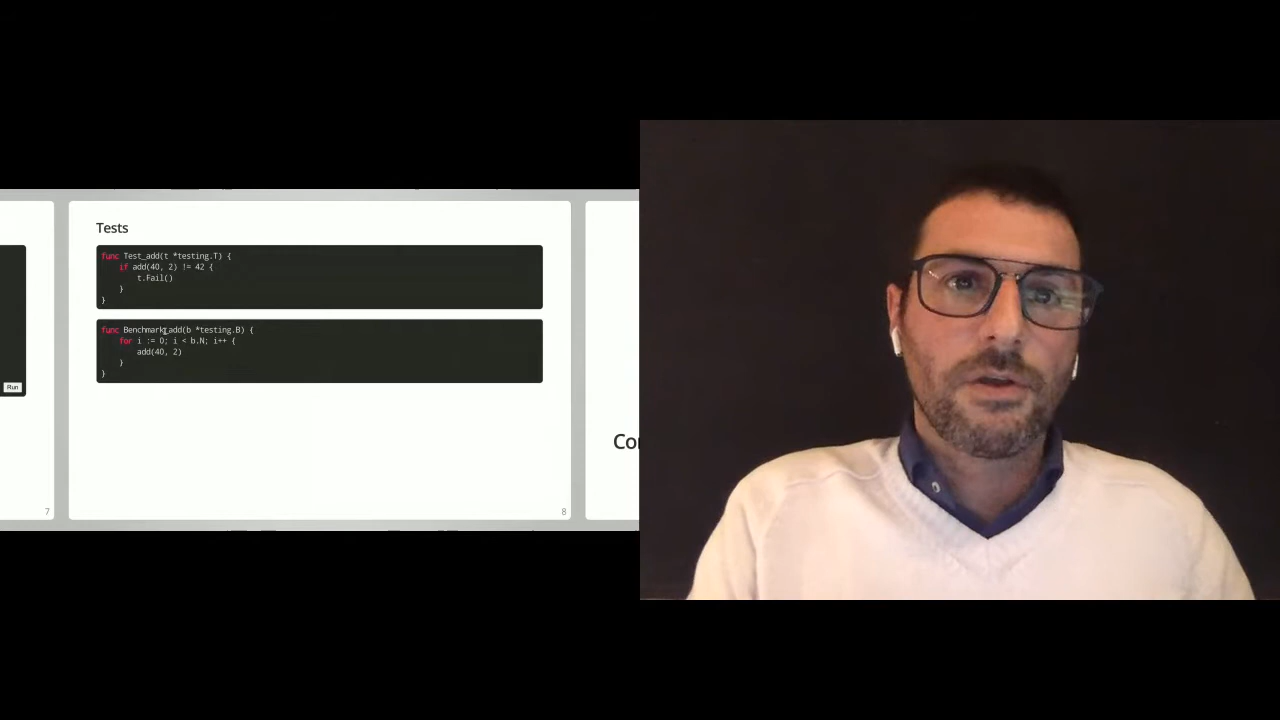 Run
7
Tests
func Test_add(t *testing.T) {
    if add(40, 2) != 42 {
        t.Fail()
    }
}
func Benchmark_add(b *testing.B) {
    for i := 0; i < b.N; i++ {
        add(40, 2)
    }
}
8